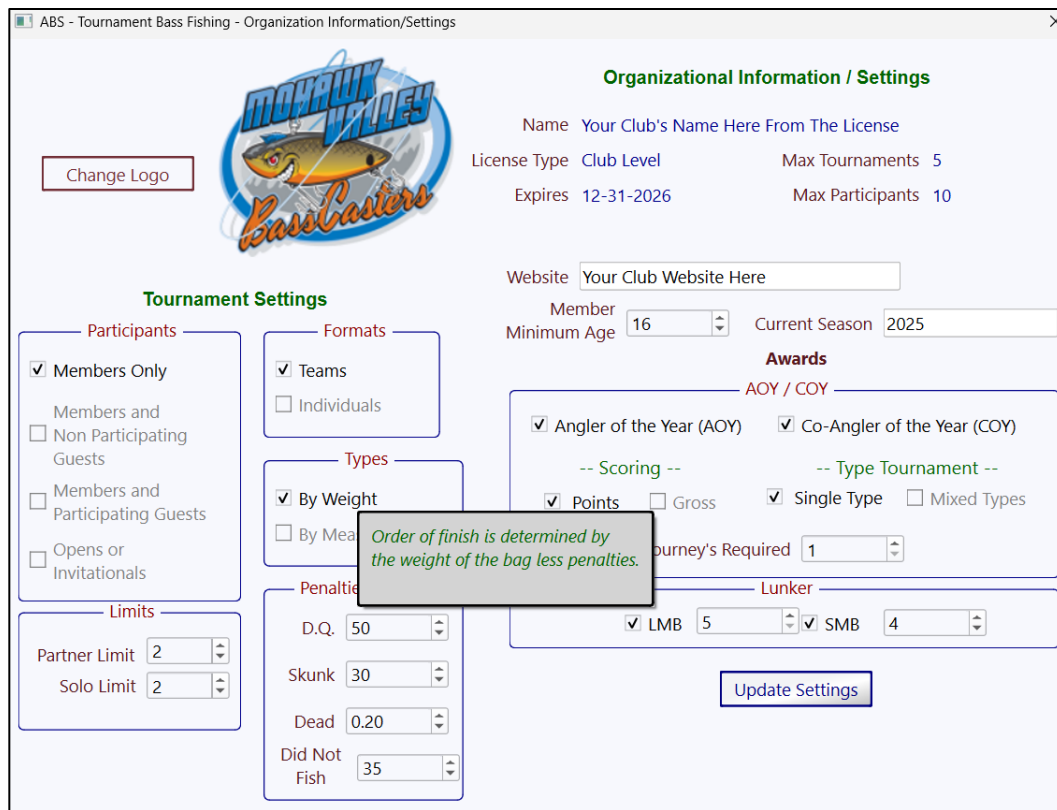 ABS - Tournament Bass Fishing - Organization Information/Settings
MOHAWK
VALLEY
BassCasters
Change Logo
Organizational Information / Settings
Name Your Club's Name Here From The License
License Type Club Level Max Tournaments 5
Expires 12-31-2026 Max Participants 10
Website Your Club Website Here
Member
Minimum Age 16 Current Season 2025
Tournament Settings
Participants
Members Only
Members and
Non Participating
Guests
Members and
Participating Guests
Opens or
Invitationals
Limits
Partner Limit 2
Solo Limit 2
Formats
Teams
Individuals
Types
By Weight
By Meas
Order of finish is determined by
the weight of the bag less penalties.
Penaltie
D.Q. 50
Skunk 30
Dead 0.20
Did Not
Fish 35
Awards
AOY / COY
Angler of the Year (AOY) Co-Angler of the Year (COY)
-- Scoring -- -- Type Tournament --
Points Gross Single Type Mixed Types
ourney's Required 1
Lunker
LMB 5 SMB 4
Update Settings